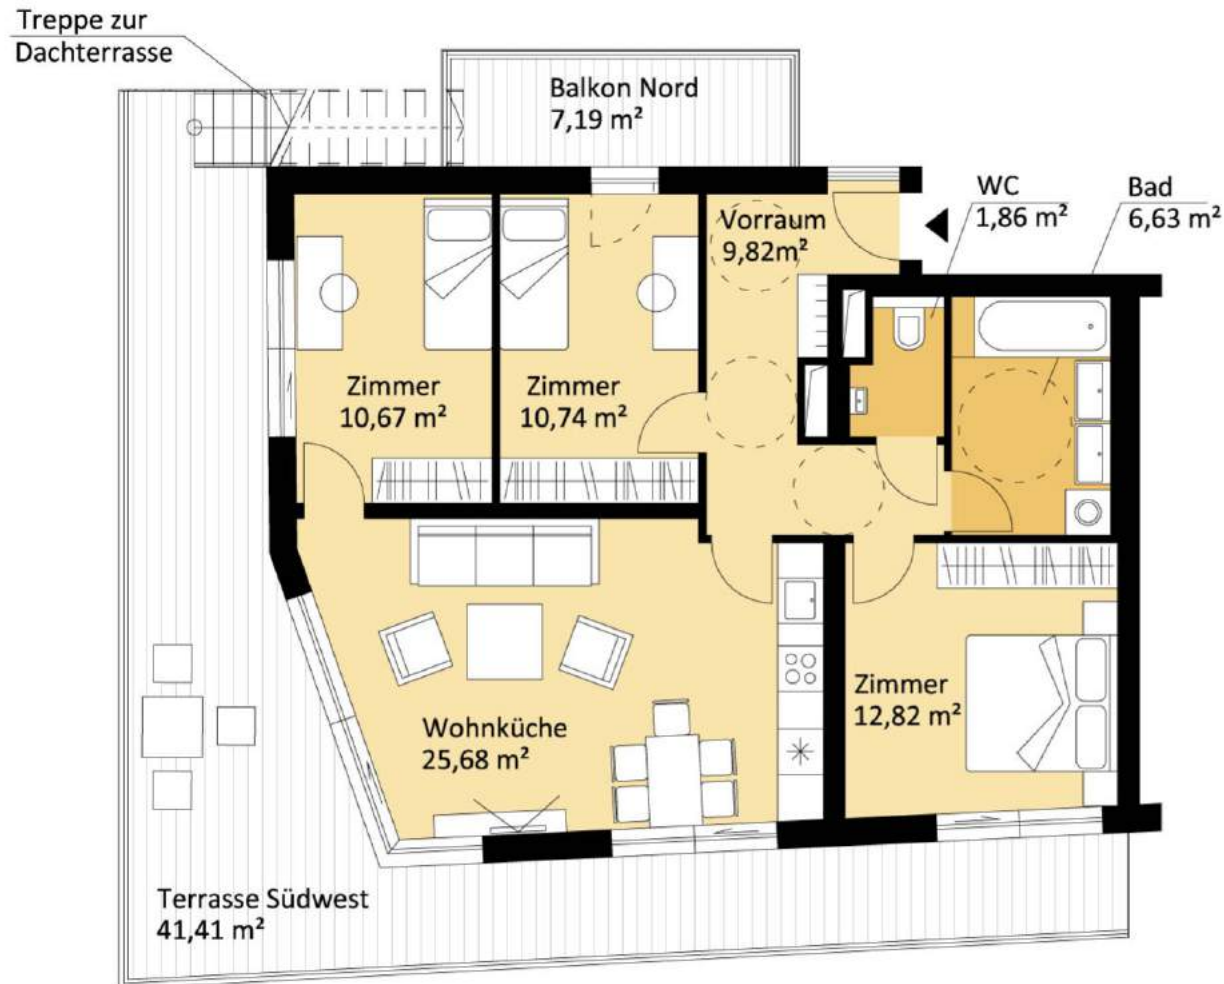 Treppe zur
Dachterrasse
Balkon Nord
7,19 m²
WC
1,86 m²
Bad
6,63 m²
Vorraum
9,82m²
Zimmer
10,67 m²
Zimmer
10,74 m²
Wohnküche
25,68 m²
Zimmer
12,82 m²
Terrasse Südwest
41,41 m²